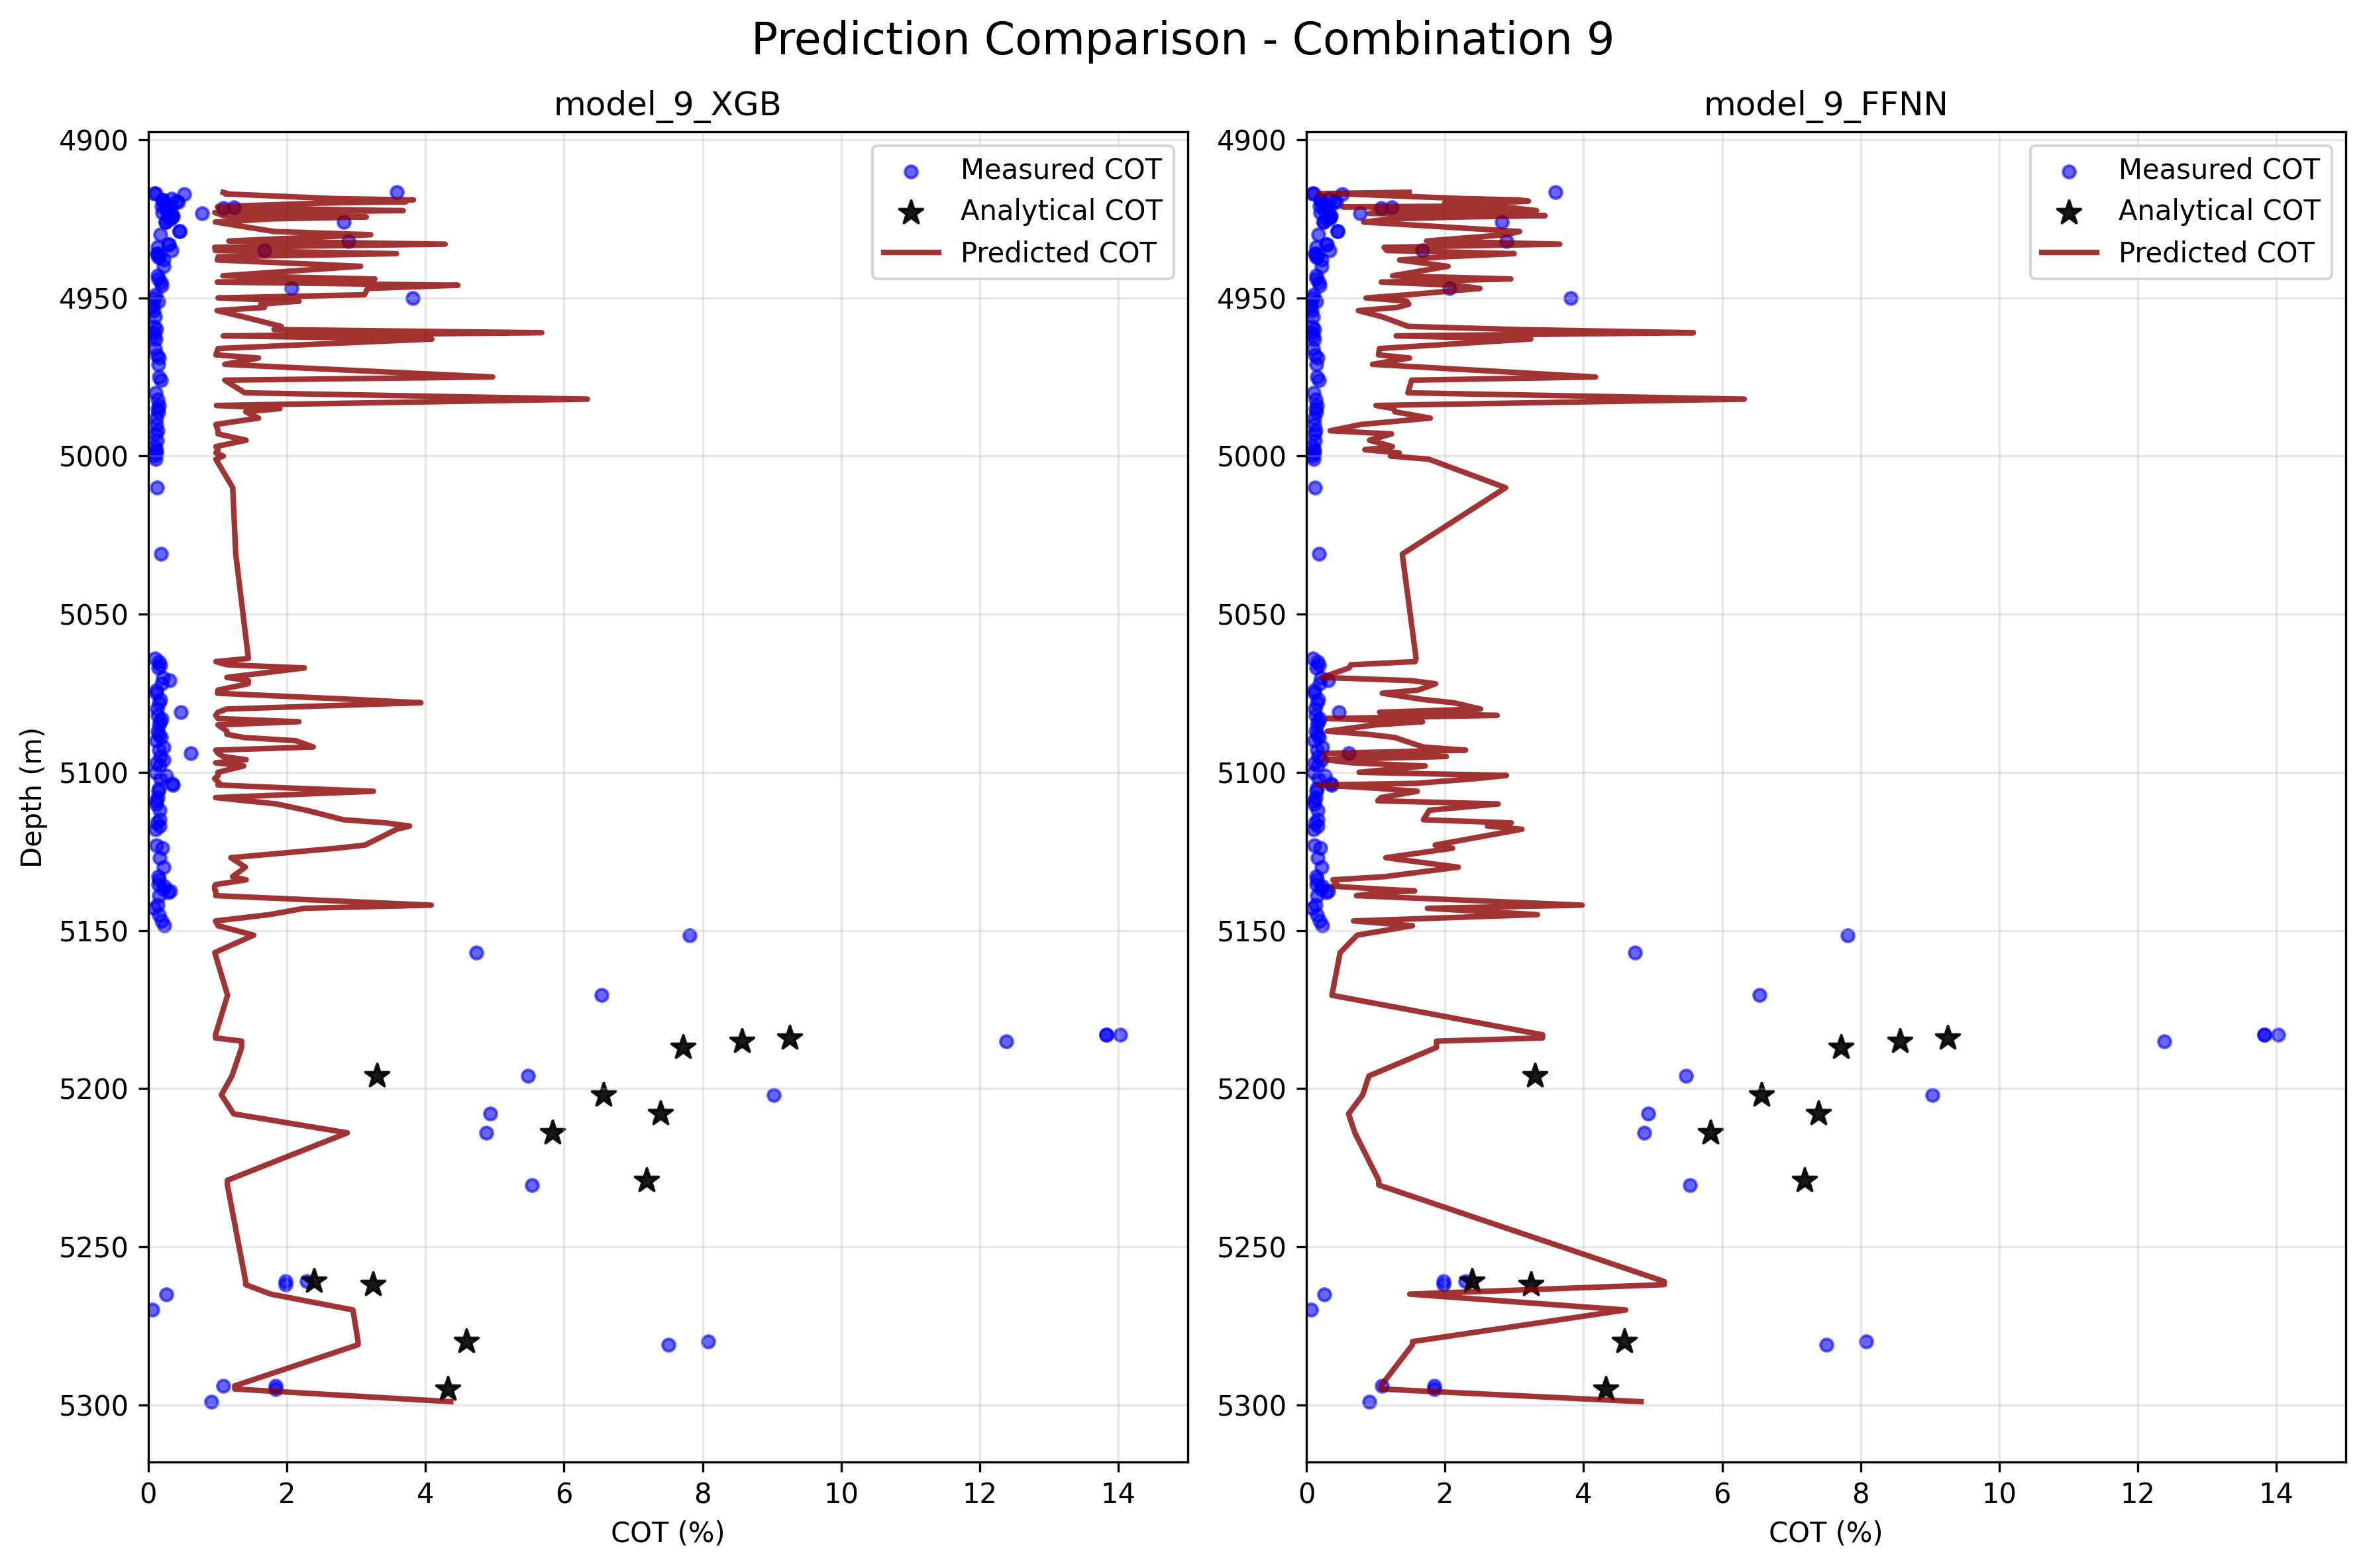 Prediction Comparison - Combination 9
model_9_XGB
Measured COT
Analytical COT
Predicted COT
4900
4950
5000
5050
5100
5150
5200
5250
5300
Depth (m)
0 2 4 6 8 10 12 14
COT (%)
model_9_FFNN
Measured COT
Analytical COT
Predicted COT
4900
4950
5000
5050
5100
5150
5200
5250
5300
0 2 4 6 8 10 12 14
COT (%)